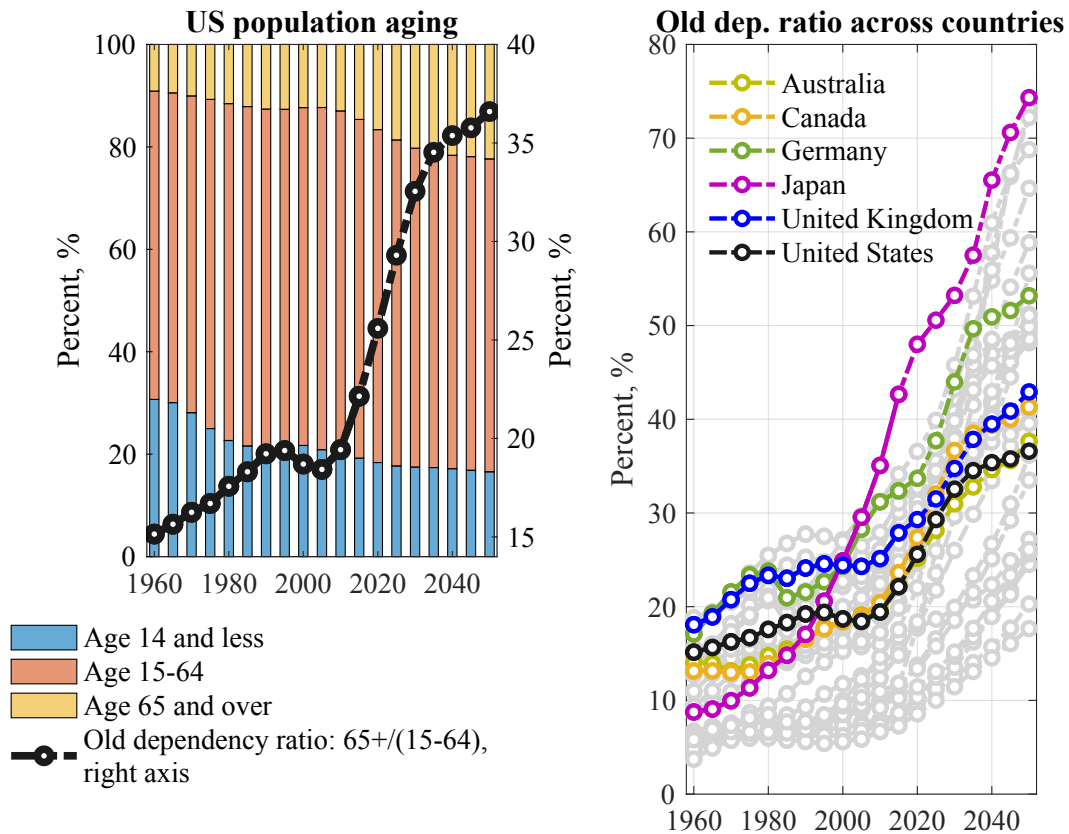 US population aging
100
80
60
40
20
0
Percent, %
40
35
30
25
20
15
Percent, %
1960
1980
2000
2020
2040
Age 14 and less
Age 15-64
Age 65 and over
Old dependency ratio: 65+/(15-64),
right axis
Old dep. ratio across countries
80
70
60
50
40
30
20
10
0
Percent, %
Australia
Canada
Germany
Japan
United Kingdom
United States
1960
1980
2000
2020
2040